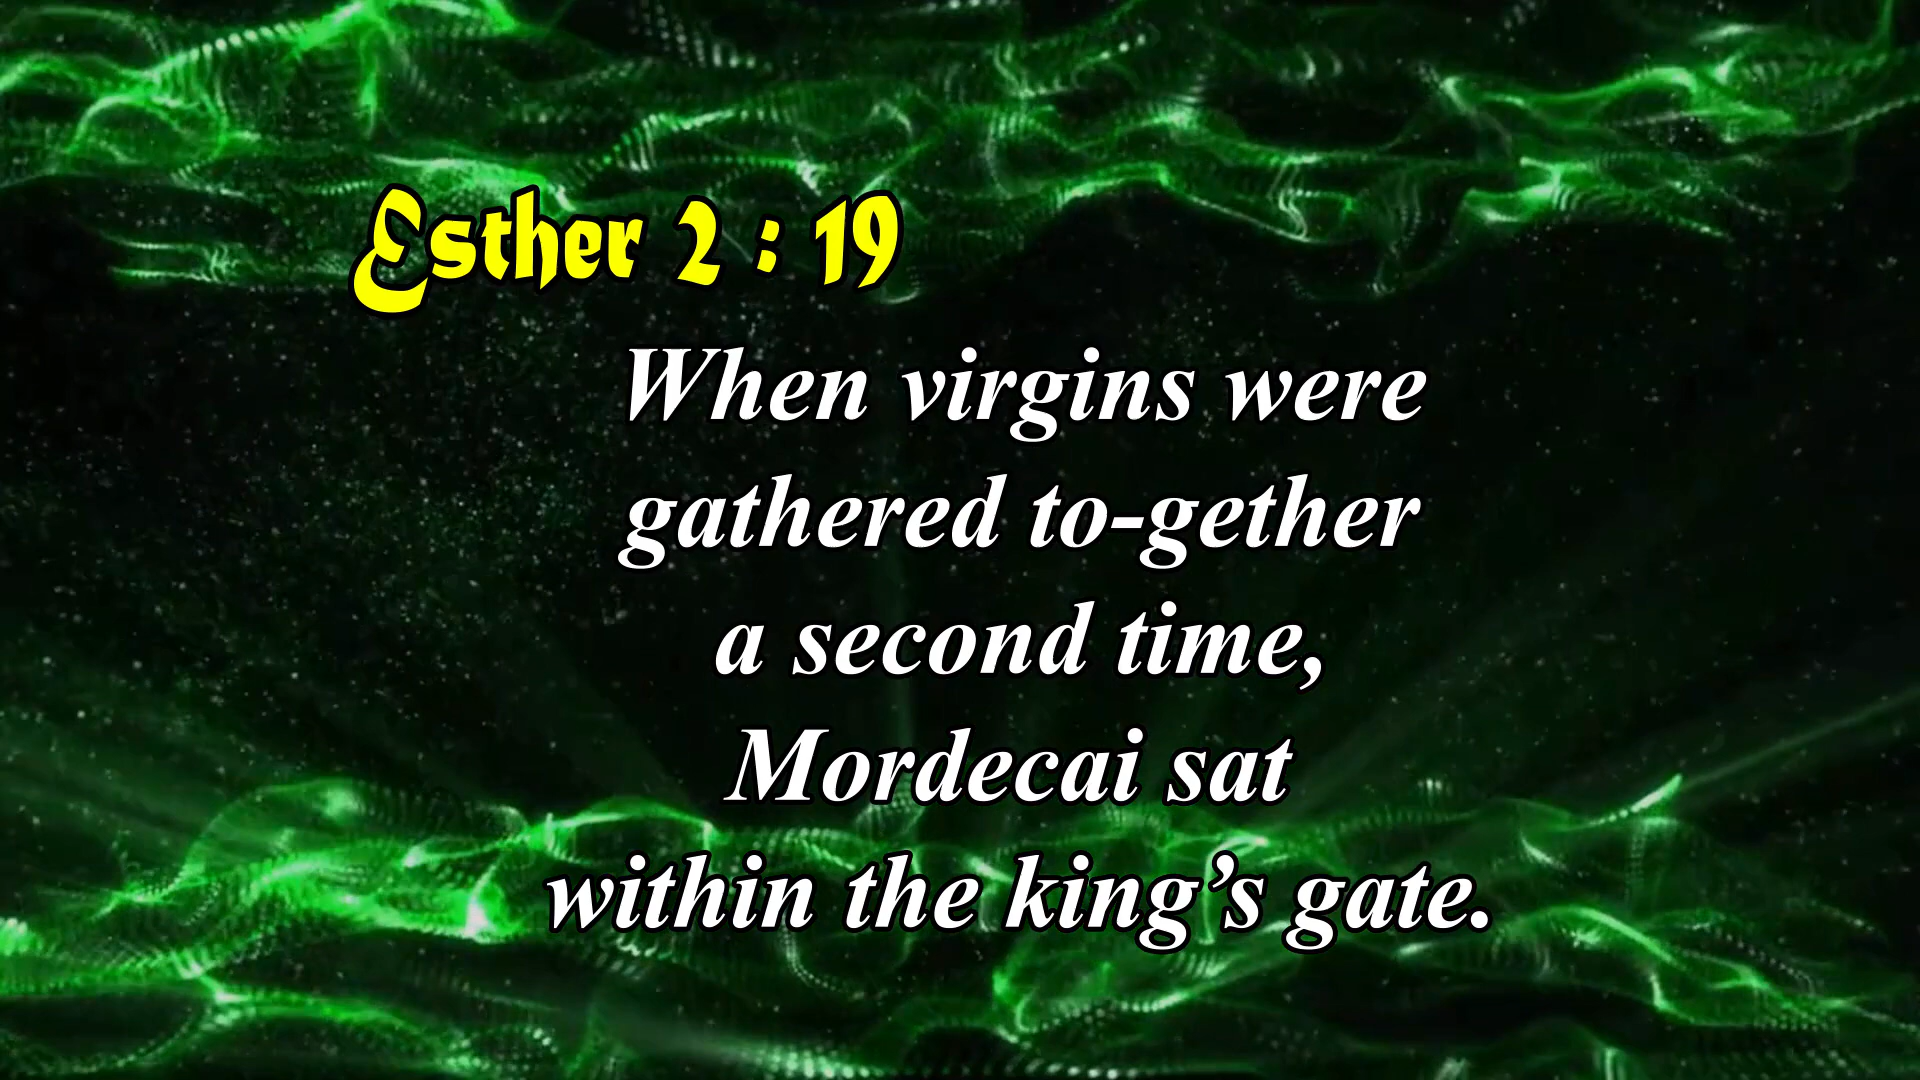 Esther 2 : 19
When virgins were
gathered to-gether
a second time,
Mordecai sat
within the king’s gate.